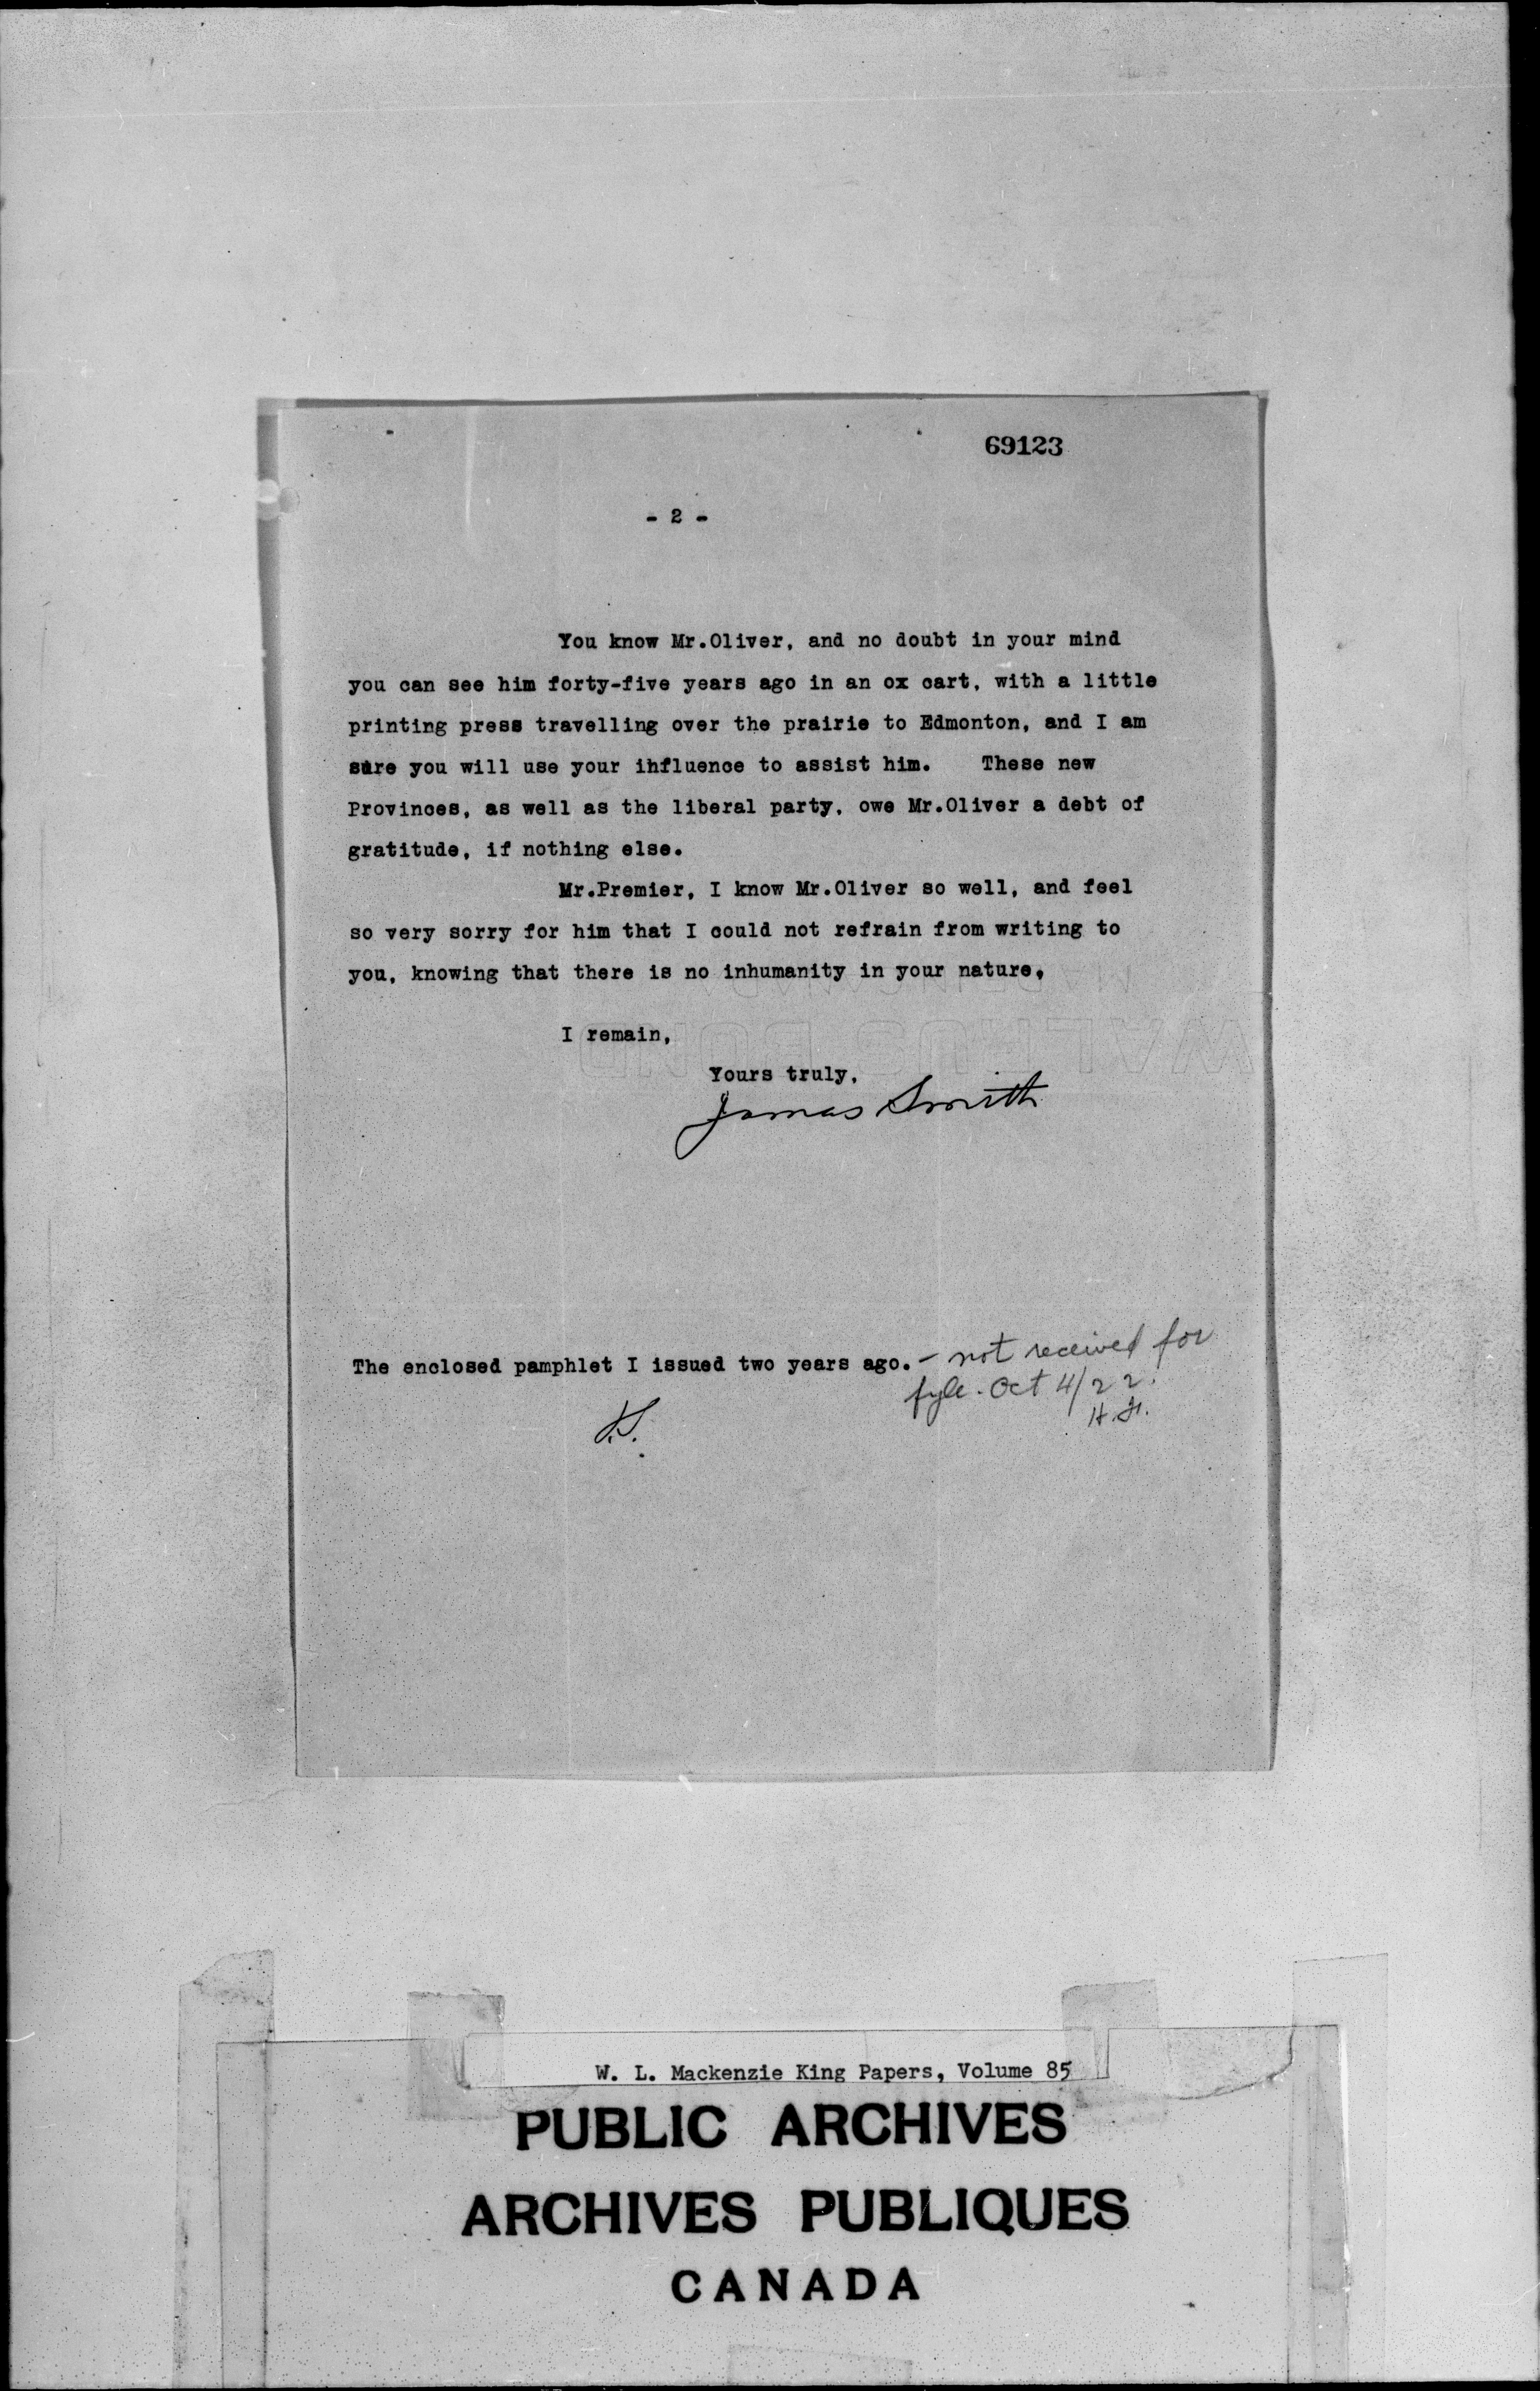 69123
- 2 -
You know Mr.Oliver, and no doubt in your mind
you can see him forty-five years ago in an ox cart, with a little
printing press travelling over the prairie to Edmonton, and I am
sure you will use your ihfluence to assist him. These new
Provinces, as well as the liberal party, owe Mr.Oliver a debt of
gratitude, if nothing else.
Mr.Premier, I know Mr.Oliver so well, and feel
so very sorry for him that I could not refrain from writing to
you, knowing that there is no inhumanity in your nature.
I remain,
Yours truly,
James Smith
The enclosed pamphlet I issued two years ago. - not received for
fyle. Oct 4/22.
J.S.
W. L. Mackenzie King Papers, Volume 85
PUBLIC ARCHIVES
ARCHIVES PUBLIQUES
CANADA